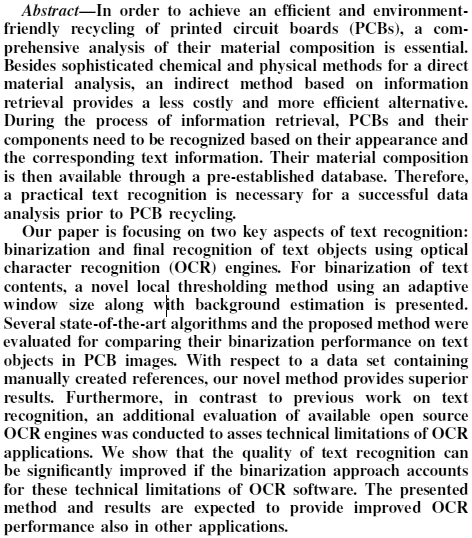 Abstract—In order to achieve an efficient and environment-
friendly recycling of printed circuit boards (PCBs), a com-
prehensive analysis of their material composition is essential.
Besides sophisticated chemical and physical methods for a direct
material analysis, an indirect method based on information
retrieval provides a less costly and more efficient alternative.
During the process of information retrieval, PCBs and their
components need to be recognized based on their appearance and
the corresponding text information. Their material composition
is then available through a pre-established database. Therefore,
a practical text recognition is necessary for a successful data
analysis prior to PCB recycling.
Our paper is focusing on two key aspects of text recognition:
binarization and final recognition of text objects using optical
character recognition (OCR) engines. For binarization of text
contents, a novel local thresholding method using an adaptive
window size along with background estimation is presented.
Several state-of-the-art algorithms and the proposed method were
evaluated for comparing their binarization performance on text
objects in PCB images. With respect to a data set containing
manually created references, our novel method provides superior
results. Furthermore, in contrast to previous work on text
recognition, an additional evaluation of available open source
OCR engines was conducted to asses technical limitations of OCR
applications. We show that the quality of text recognition can
be significantly improved if the binarization approach accounts
for these technical limitations of OCR software. The presented
method and results are expected to provide improved OCR
performance also in other applications.